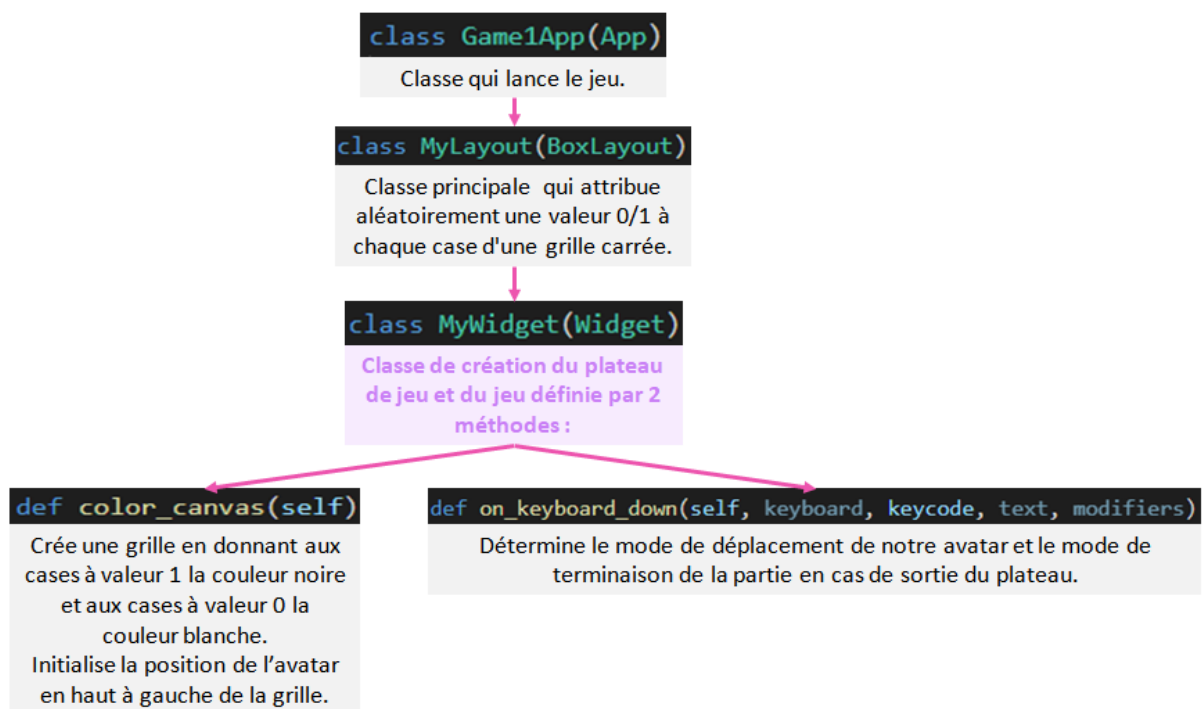 class Game1App(App)
Classe qui lance le jeu.
class MyLayout(BoxLayout)
Classe principale qui attribue
aléatoirement une valeur 0/1 à
chaque case d'une grille carrée.
class MyWidget(Widget)
Classe de création du plateau
de jeu et du jeu définie par 2
méthodes :
def color_canvas(self)
Crée une grille en donnant aux
cases à valeur 1 la couleur noire
et aux cases à valeur 0 la
couleur blanche.
Initialise la position de l’avatar
en haut à gauche de la grille.
def on_keyboard_down(self, keyboard, keycode, text, modifiers)
Détermine le mode de déplacement de notre avatar et le mode de
terminaison de la partie en cas de sortie du plateau.